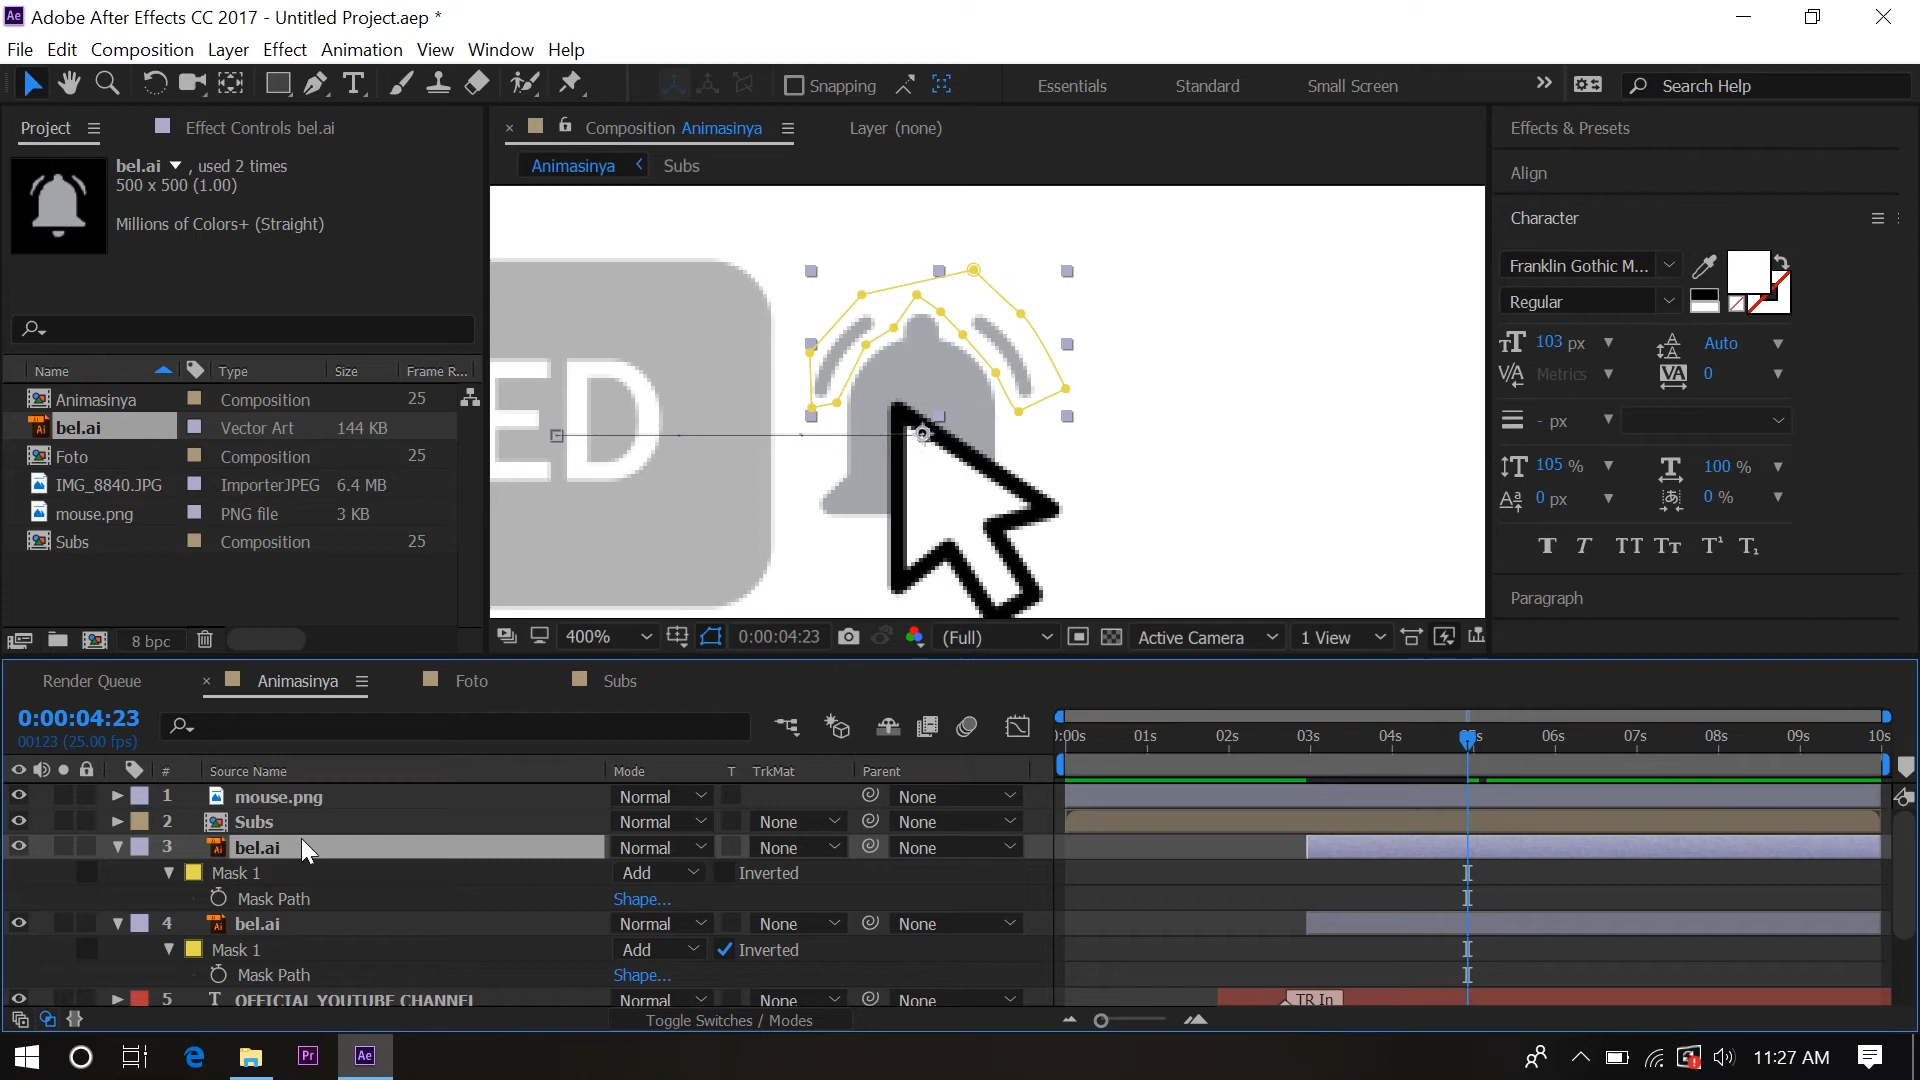 Ae Adobe After Effects CC 2017 - Untitled Project.aep *
File Edit Composition Layer Effect Animation View Window Help
Snapping Essentials Standard Small Screen Search Help
Project Effect Controls bel.ai
Composition Animasinya Layer (none)
Effects & Presets
Animasinya Subs
bel.ai , used 2 times
500 x 500 (1.00)
Millions of Colors+ (Straight)
Align
Character
Franklin Gothic M...
Regular
103 px Auto
Metrics 0
- px
105 % 100 %
0 px 0 %
T T TT Tт T¹ T₁
Paragraph
Name Type Size Frame R...
Animasinya Composition 25
bel.ai Vector Art 144 KB
Foto Composition 25
IMG_8840.JPG ImporterJPEG 6.4 MB
mouse.png PNG file 3 KB
Subs Composition 25
8 bpc
ED
400% 0:00:04:23 (Full) Active Camera 1 View
Render Queue Animasinya Foto Subs
0:00:04:23
00123 (25.00 fps)
):00s 01s 02s 03s 04s 05s 06s 07s 08s 09s 10s
# Source Name Mode T TrkMat Parent
1 mouse.png Normal None
2 Subs Normal None None
3 bel.ai Normal None None
Mask 1 Add Inverted
Mask Path Shape...
4 bel.ai Normal None None
Mask 1 Add Inverted
Mask Path Shape...
5 T OFFICIAL YOUTUBE CHANNEL Normal None None TR In
Toggle Switches / Modes
Pr Ae 11:27 AM